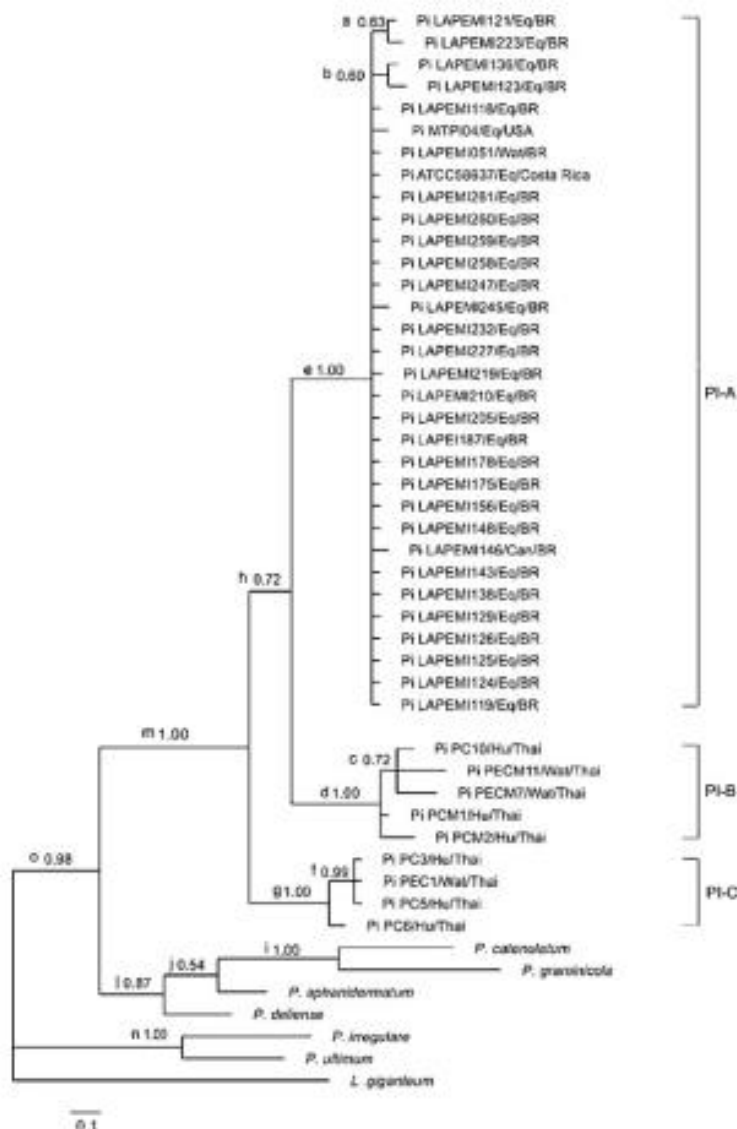 a 0.63
Pi LAPEMI121/Eq/BR
Pi LAPEMI223/Eq/BR
b 0.60
Pi LAPEMI136/Eq/BR
Pi LAPEMI123/Eq/BR
Pi LAPEMI118/Eq/BR
Pi MTPI04/Eq/USA
Pi LAPEMI051/Wat/BR
Pi ATCC58637/Eq/Costa Rica
Pi LAPEMI261/Eq/BR
Pi LAPEMI260/Eq/BR
Pi LAPEMI259/Eq/BR
Pi LAPEMI258/Eq/BR
Pi LAPEMI247/Eq/BR
Pi LAPEMI245/Eq/BR
Pi LAPEMI232/Eq/BR
Pi LAPEMI227/Eq/BR
e 1.00
Pi LAPEMI219/Eq/BR
PI-A
Pi LAPEMI210/Eq/BR
Pi LAPEMI205/Eq/BR
Pi LAPEI187/Eq/BR
Pi LAPEMI178/Eq/BR
Pi LAPEMI175/Eq/BR
Pi LAPEMI156/Eq/BR
Pi LAPEMI148/Eq/BR
Pi LAPEMI146/Can/BR
Pi LAPEMI143/Eq/BR
h 0.72
Pi LAPEMI138/Eq/BR
Pi LAPEMI129/Eq/BR
Pi LAPEMI126/Eq/BR
Pi LAPEMI125/Eq/BR
Pi LAPEMI124/Eq/BR
Pi LAPEMI119/Eq/BR
m 1.00
Pi PC10/Hu/Thai
c 0.72
Pi PECM11/Wat/Thai
d 1.00
Pi PECM7/Wat/Thai
PI-B
Pi PCM1/Hu/Thai
Pi PCM2/Hu/Thai
o 0.98
Pi PC3/Hu/Thai
f 0.99
Pi PEC1/Wat/Thai
g 1.00
Pi PC5/Hu/Thai
PI-C
Pi PC6/Hu/Thai
i 1.00
P. catenulatum
j 0.54
P. graminicola
l 0.87
P. aphanidermatum
P. deliense
n 1.00
P. irregulare
P. ultimum
L. giganteum
0.1